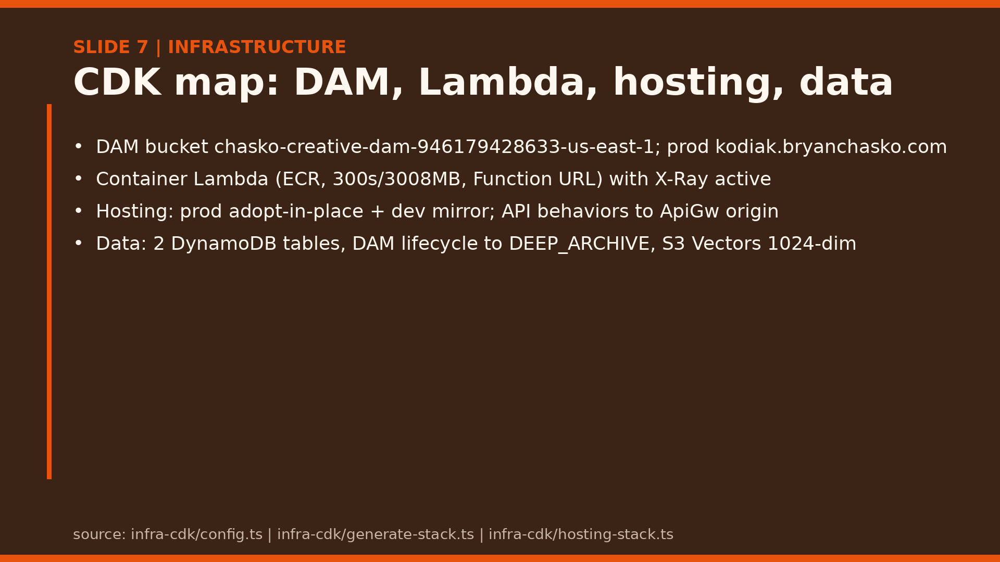 SLIDE 7 | INFRASTRUCTURE
CDK map: DAM, Lambda, hosting, data
• DAM bucket chasko-creative-dam-946179428633-us-east-1; prod kodiak.bryanchasko.com
• Container Lambda (ECR, 300s/3008MB, Function URL) with X-Ray active
• Hosting: prod adopt-in-place + dev mirror; API behaviors to ApiGw origin
• Data: 2 DynamoDB tables, DAM lifecycle to DEEP_ARCHIVE, S3 Vectors 1024-dim
source: infra-cdk/config.ts | infra-cdk/generate-stack.ts | infra-cdk/hosting-stack.ts